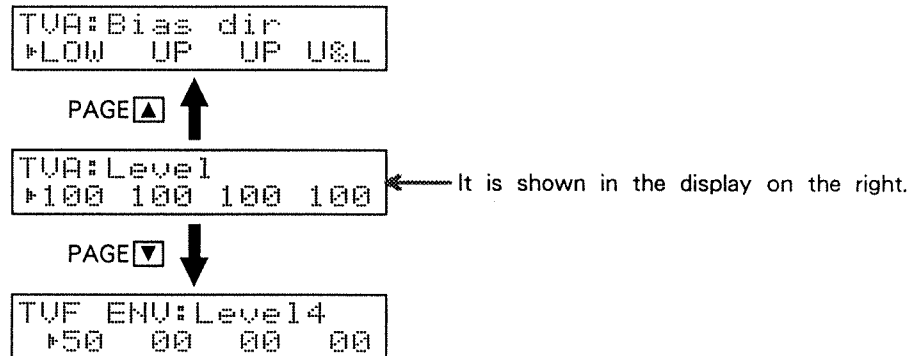 TVA:Bias dir
▸LOW UP UP U&L
PAGE▲
TVA:Level
▸100 100 100 100
It is shown in the display on the right.
PAGE▼
TVF ENV:Level4
▸50 00 00 00